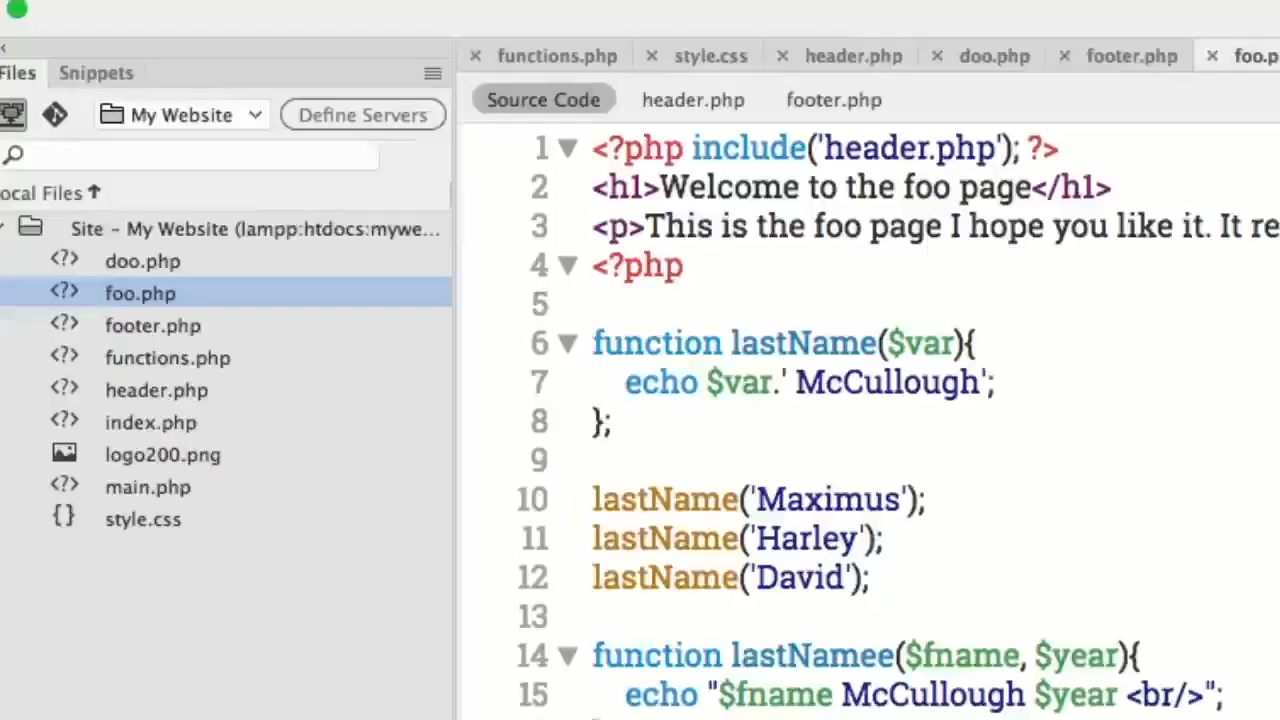 Files Snippets
My Website Define Servers
ocal Files
Site - My Website (lampp:htdocs:mywe...
doo.php
foo.php
footer.php
functions.php
header.php
index.php
logo200.png
main.php
style.css
functions.php style.css header.php doo.php footer.php foo.p
Source Code header.php footer.php
1 <?php include('header.php'); ?>
2 <h1>Welcome to the foo page</h1>
3 <p>This is the foo page I hope you like it. It re
4 <?php
5
6 function lastName($var){
7 echo $var.' McCullough';
8 };
9
10 lastName('Maximus');
11 lastName('Harley');
12 lastName('David');
13
14 function lastNamee($fname, $year){
15 echo "$fname McCullough $year <br/>";